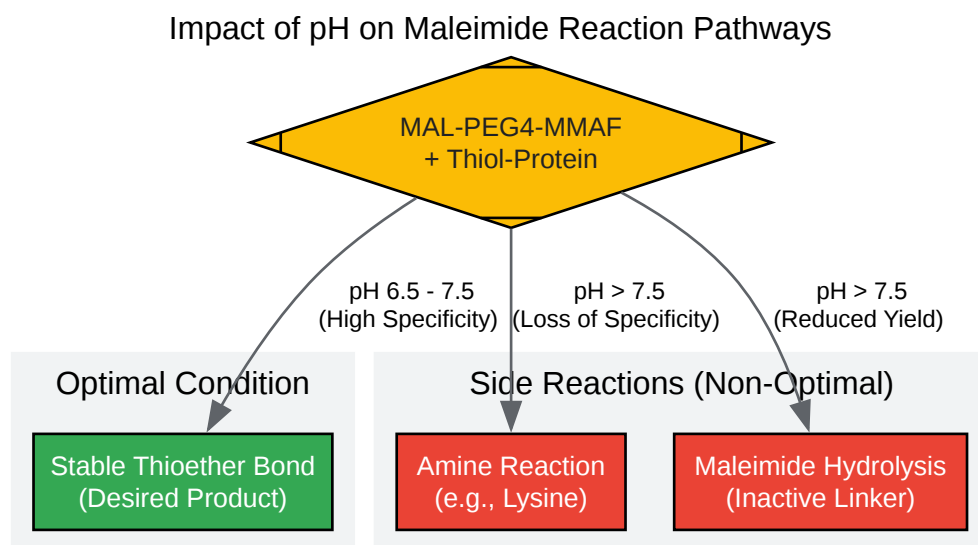 Impact of pH on Maleimide Reaction Pathways
MAL-PEG4-MMAF
+ Thiol-Protein
pH 6.5 - 7.5
(High Specificity)
pH > 7.5
(Loss of Specificity)
pH > 7.5
(Reduced Yield)
Optimal Condition
Side Reactions (Non-Optimal)
Stable Thioether Bond
(Desired Product)
Amine Reaction
(e.g., Lysine)
Maleimide Hydrolysis
(Inactive Linker)